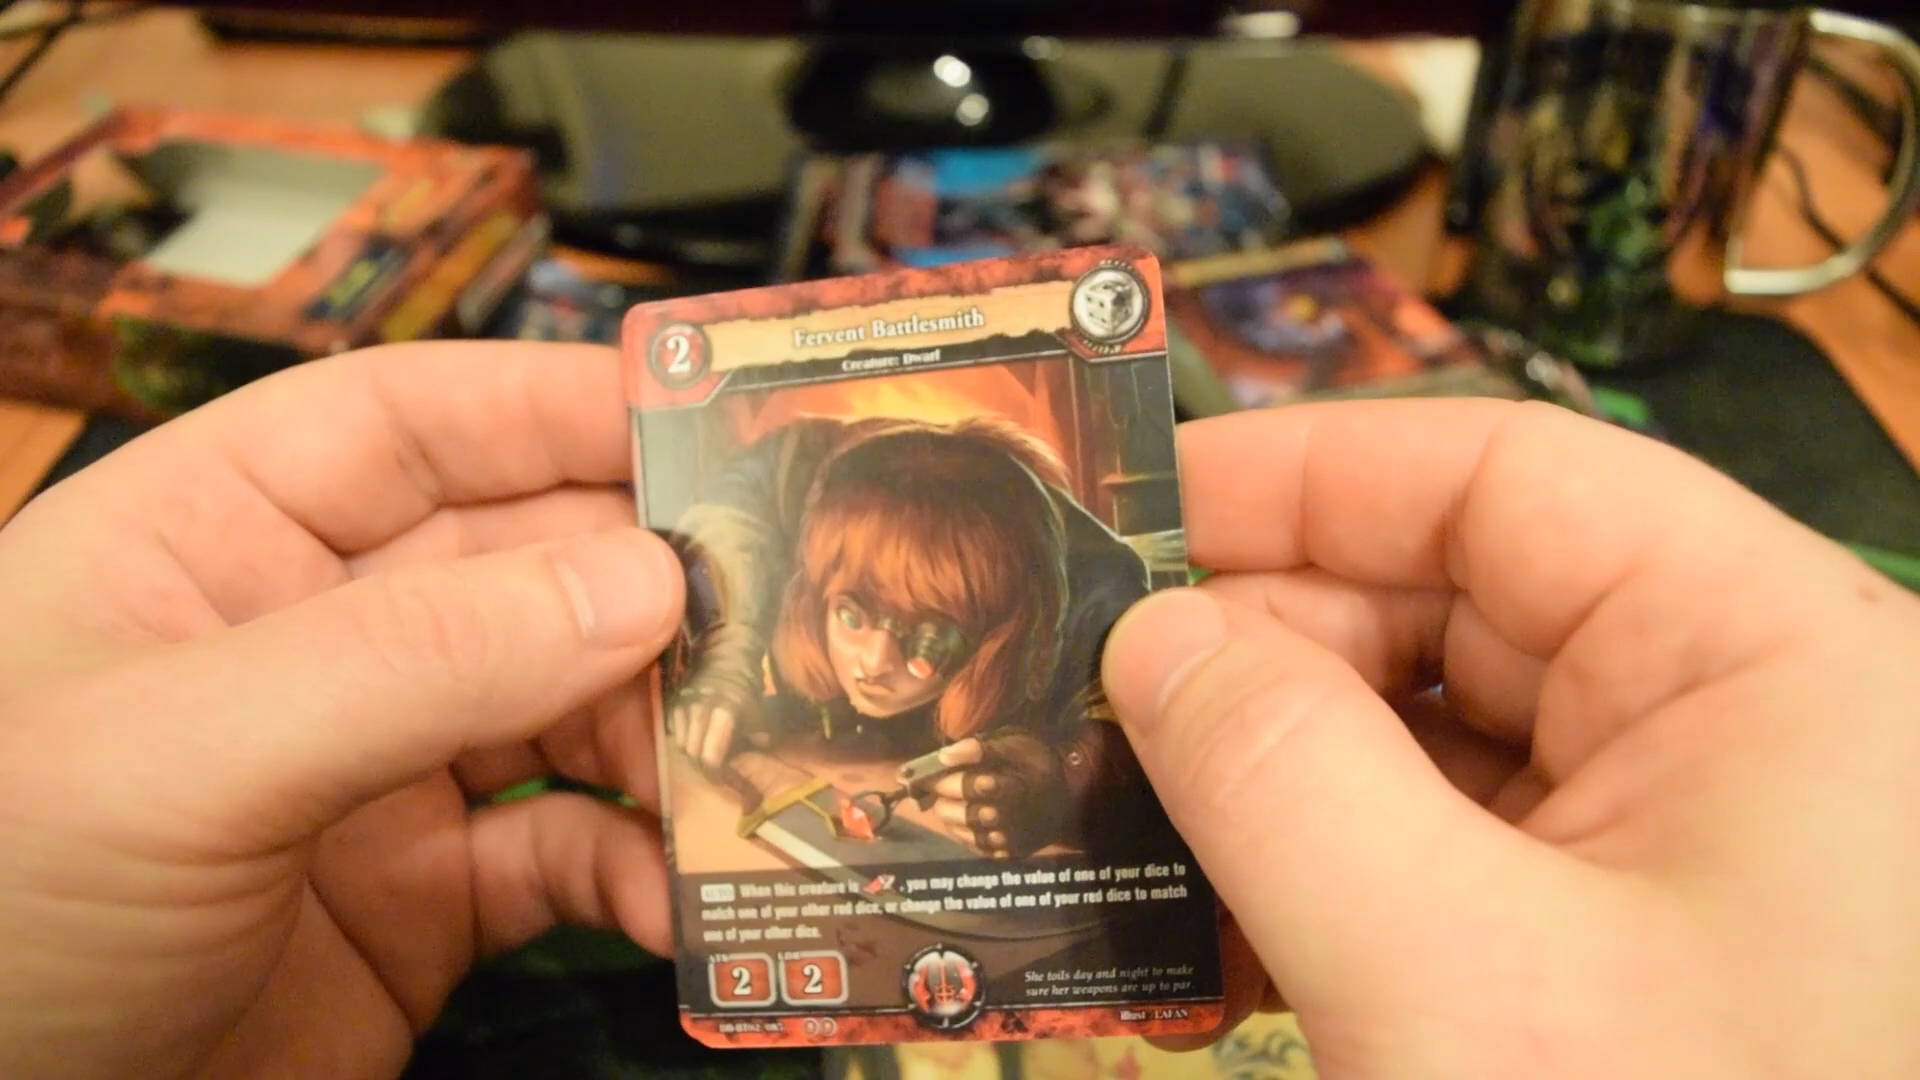 2
Fervent Battlesmith
Creature: Dwarf
AUTO When this creature is , you may change the value of one of your dice to
match one of your other red dice, or change the value of one of your red dice to match
one of your other dice.
2 2
She toils day and night to make
sure her weapons are up to par.
Illust / LAFAN